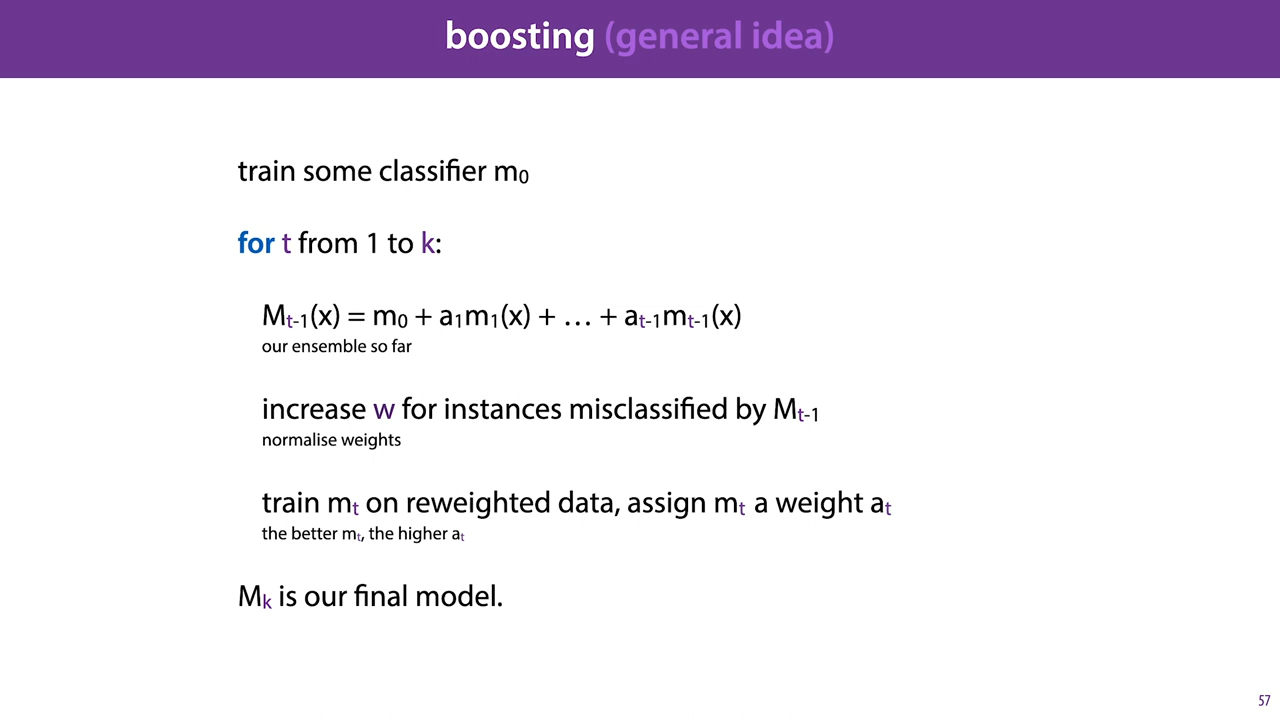 boosting (general idea)
train some classifier m₀
for t from 1 to k:
Mₜ₋₁(x) = m₀ + a₁m₁(x) + … + aₜ₋₁mₜ₋₁(x)
our ensemble so far
increase w for instances misclassified by Mₜ₋₁
normalise weights
train mₜ on reweighted data, assign mₜ a weight aₜ
the better mₜ, the higher aₜ
Mₖ is our final model.
57